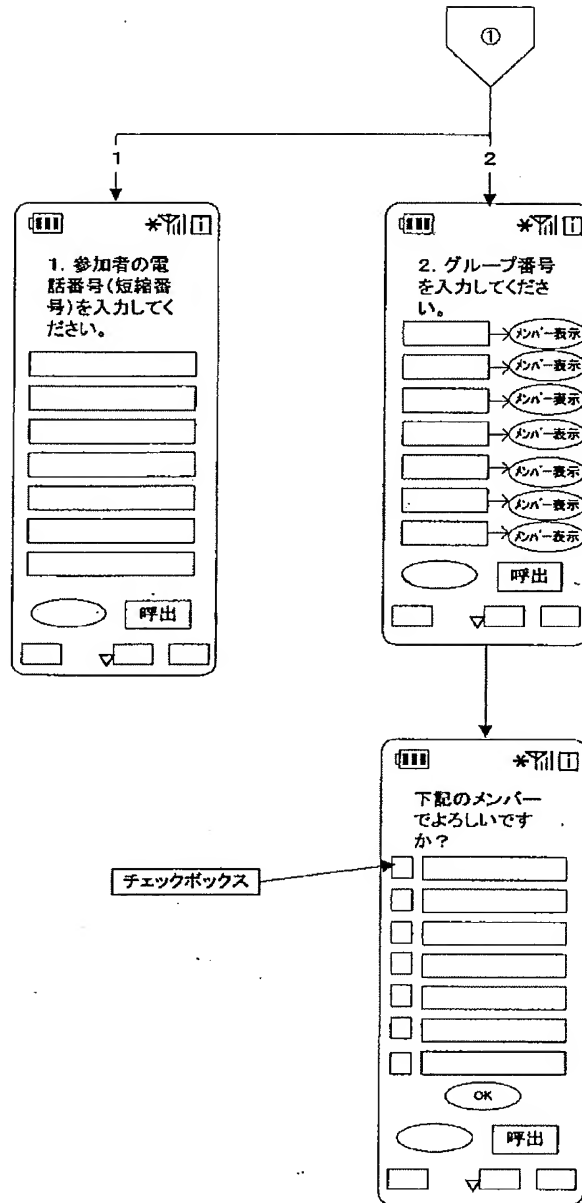 ①
1
2
1. 参加者の電
話番号(短縮番
号)を入力してく
ださい。
呼出
2. グループ番号
を入力してくださ
い。
メンバー表示
メンバー表示
メンバー表示
メンバー表示
メンバー表示
メンバー表示
メンバー表示
呼出
下記のメンバー
でよろしいです
か？
チェックボックス
OK
呼出